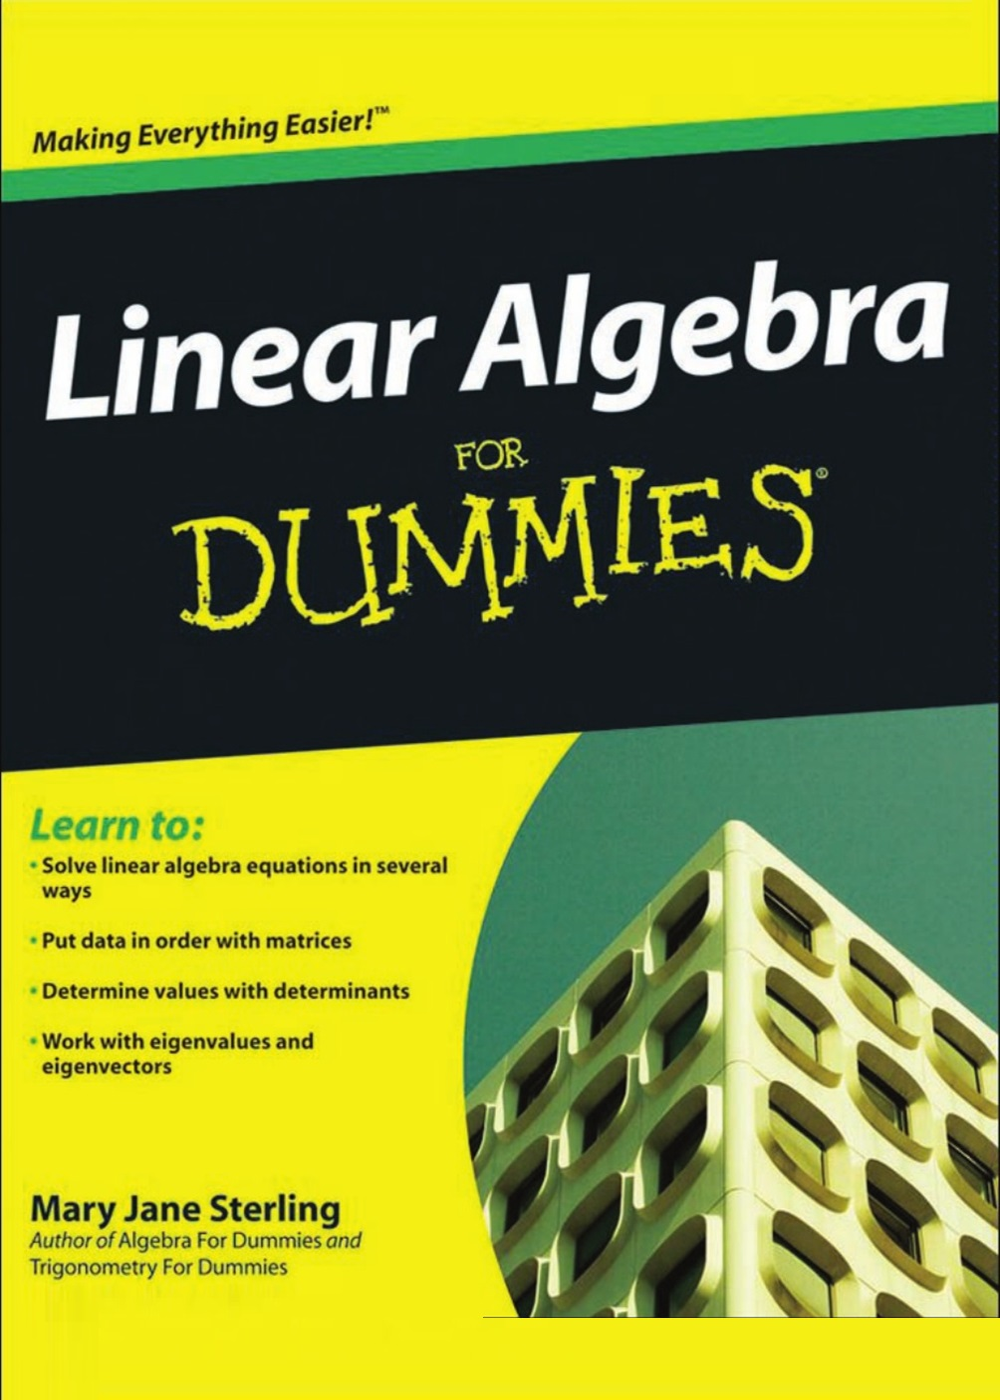 Making Everything Easier!™
Linear Algebra
FOR
DUMMIES®
Learn to:
• Solve linear algebra equations in several
ways
• Put data in order with matrices
• Determine values with determinants
• Work with eigenvalues and
eigenvectors
Mary Jane Sterling
Author of Algebra For Dummies and
Trigonometry For Dummies